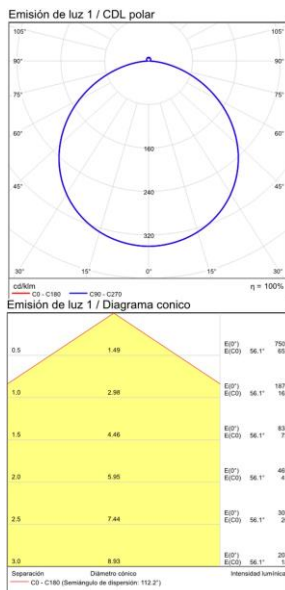 Emisión de luz 1 / CDL polar
105° 105°
90° 90°
75° 75°
60° 60°
160
45° 45°
240
320
30° 15° 0° 15° 30°
cd/klm η = 100%
C0 - C180 C90 - C270
Emisión de luz 1 / Diagrama conico
0.5 1.49 E(0°) 750
E(C0) 56.1° 65
1.0 2.98 E(0°) 187
E(C0) 56.1° 16
1.5 4.46 E(0°) 83
E(C0) 56.1° 7
2.0 5.95 E(0°) 46
E(C0) 56.1° 4
2.5 7.44 E(0°) 30
E(C0) 56.1° 2
3.0 8.93 E(0°) 20
E(C0) 56.1° 1
Separación Diámetro cónico Intensidad lumínica
C0 - C180 (Semiángulo de dispersión: 112.2°)